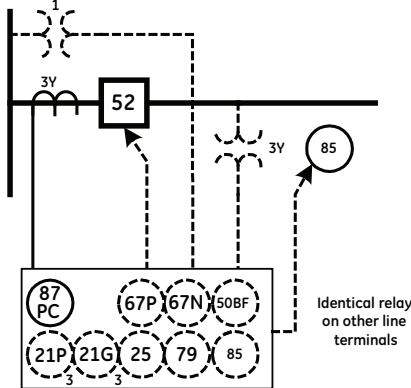 1
3Y
52
3Y
85
87
PC
67P
67N
50BF
21P
21G
25
79
85
3
3
Identical relay
on other line
terminals